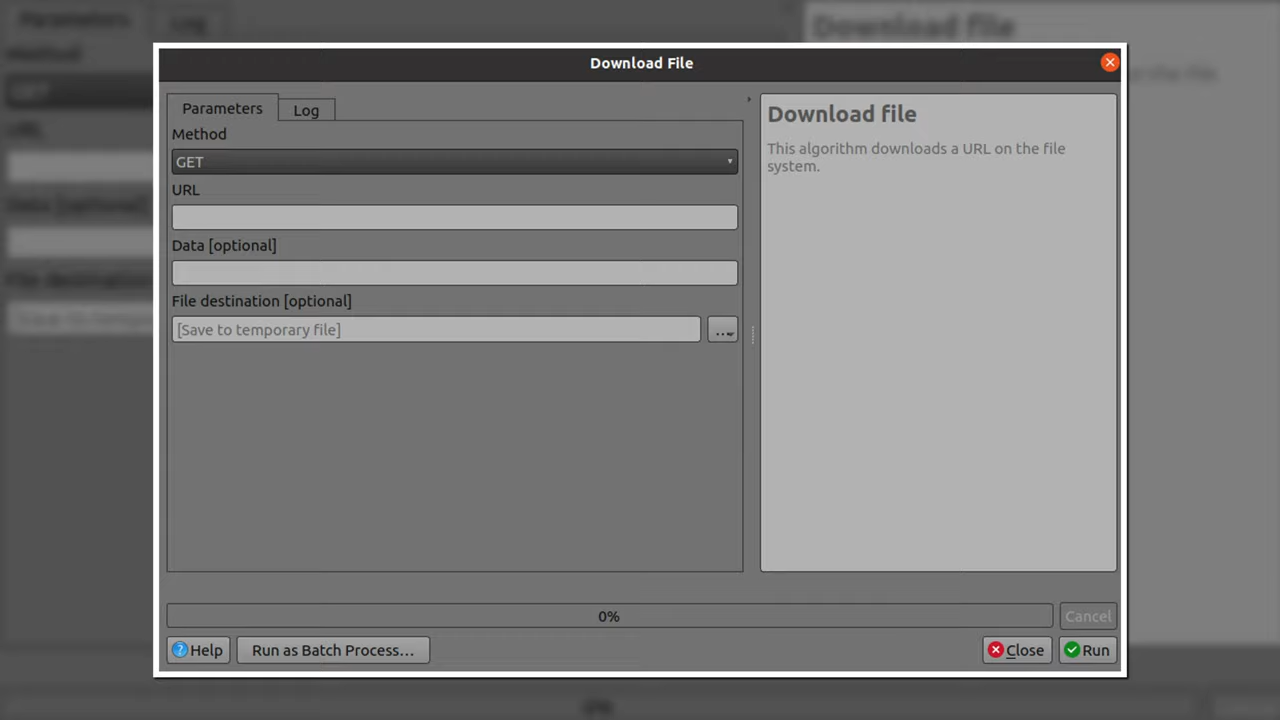 Download File
Parameters
Log
Method
GET
URL
Data [optional]
File destination [optional]
[Save to temporary file]
...
Download file
This algorithm downloads a URL on the file
system.
0%
Cancel
Help
Run as Batch Process...
Close
Run